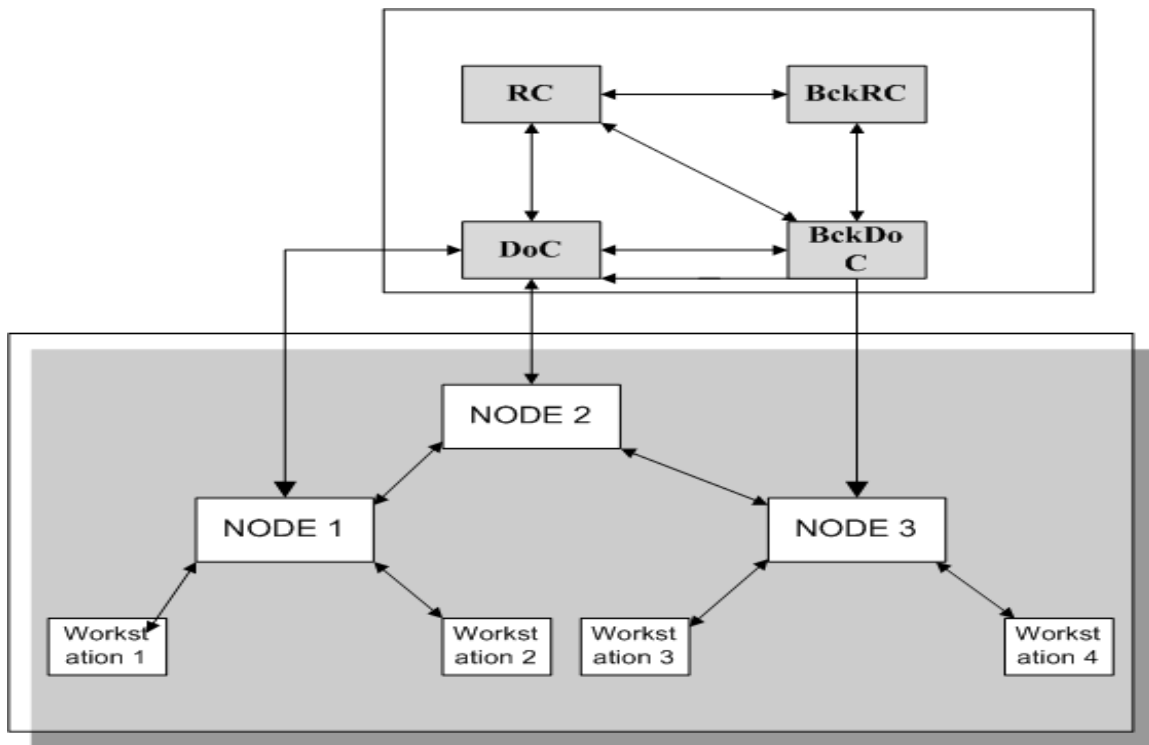 RC
BckRC
DoC
BckDo
C
NODE 2
NODE 1
NODE 3
Workst
ation 1
Workst
ation 2
Workst
ation 3
Workst
ation 4